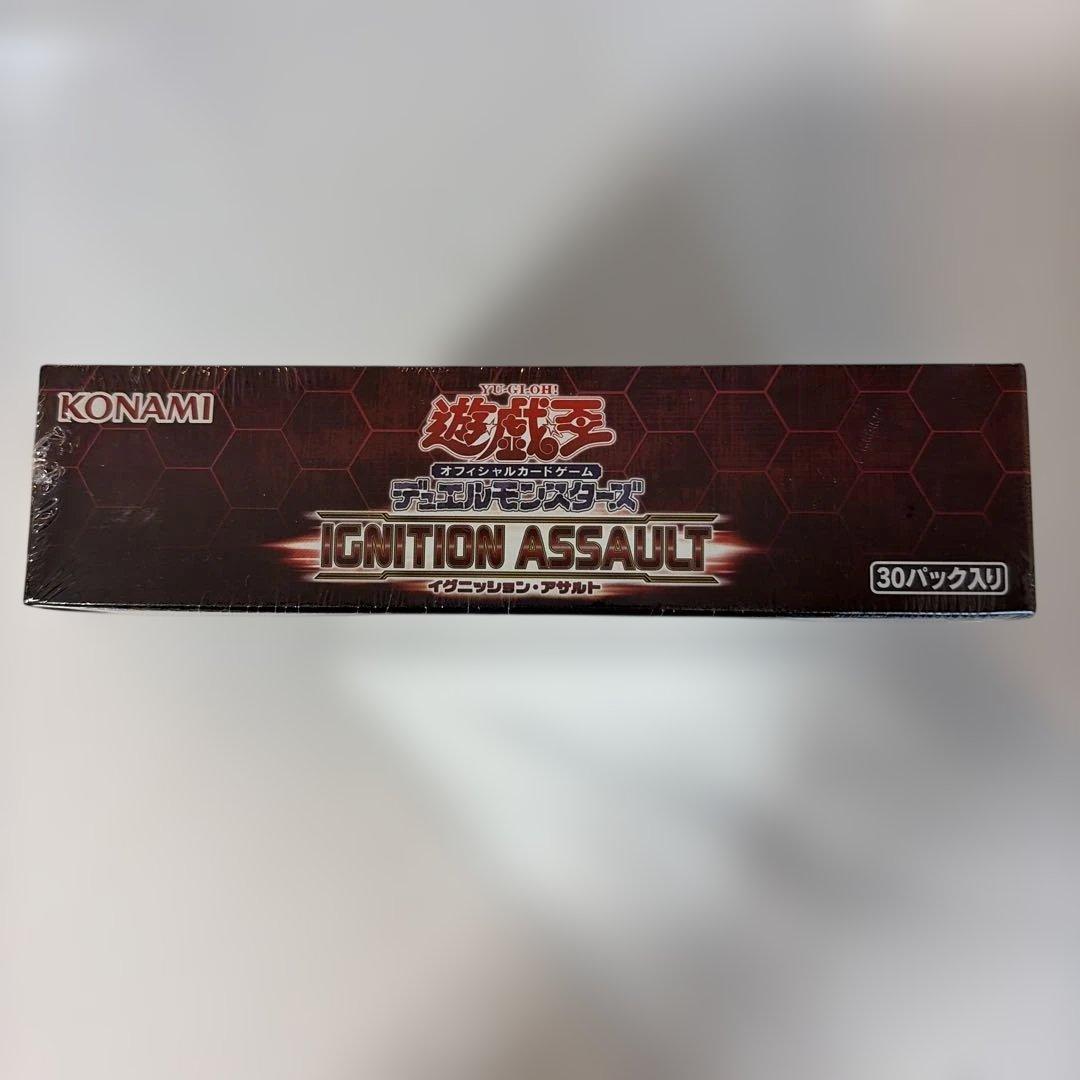 KONAMI
YU-GI-OH!
遊戯王
オフィシャルカードゲーム
デュエルモンスターズ
IGNITION ASSAULT
イグニッション・アサルト
30パック入り